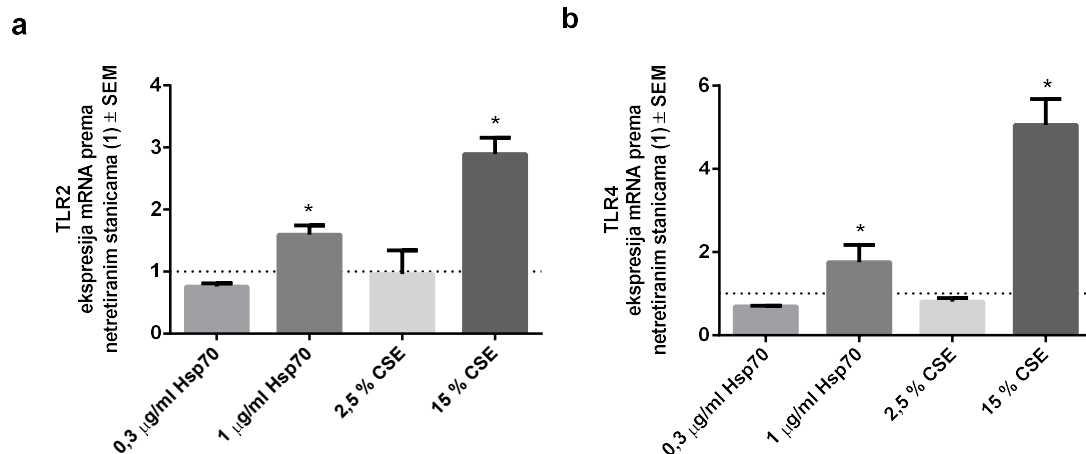 a
TLR2
ekspresija mRNA prema
netretiranim stanicama (1) ± SEM
4
3
2
1
0
*
*
0,3 µg/ml Hsp70
1 µg/ml Hsp70
2,5 % CSE
15 % CSE
b
TLR4
ekspresija mRNA prema
netretiranim stanicama (1) ± SEM
6
4
2
0
*
*
0,3 µg/ml Hsp70
1 µg/ml Hsp70
2,5 % CSE
15 % CSE